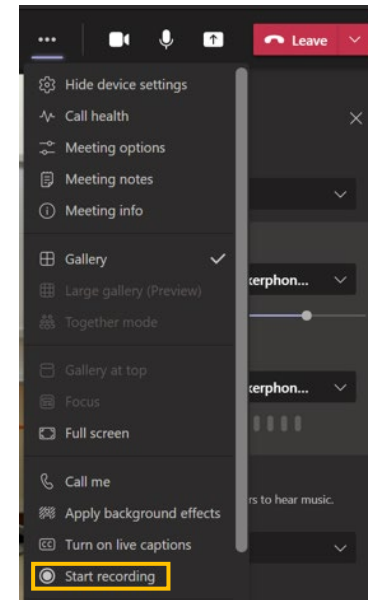 Leave
Hide device settings
Call health
Meeting options
Meeting notes
Meeting info
Gallery
kerphon...
Large gallery (Preview)
Together mode
Gallery at top
kerphon...
Focus
Full screen
Call me
rs to hear music.
Apply background effects
CC Turn on live captions
Start recording